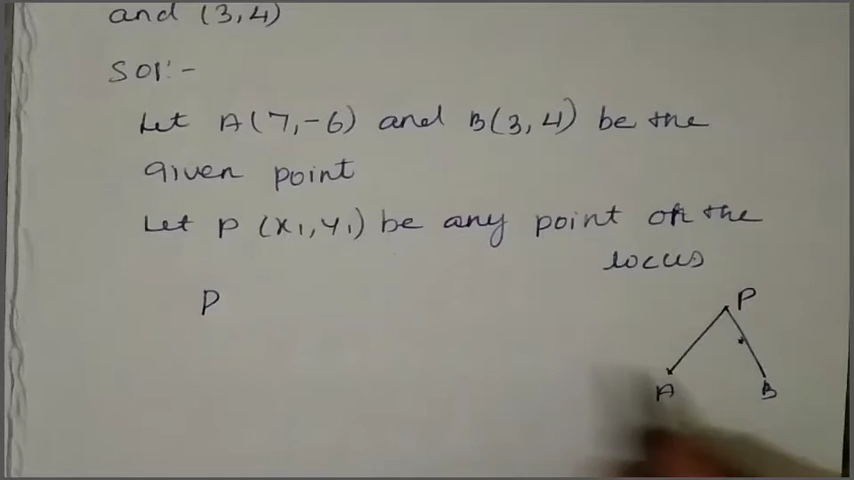 and (3,4)
Sol:-
Let A(7,-6) and B(3,4) be the
given point
Let P (x₁,y₁) be any point on the
locus
P
P
A
B